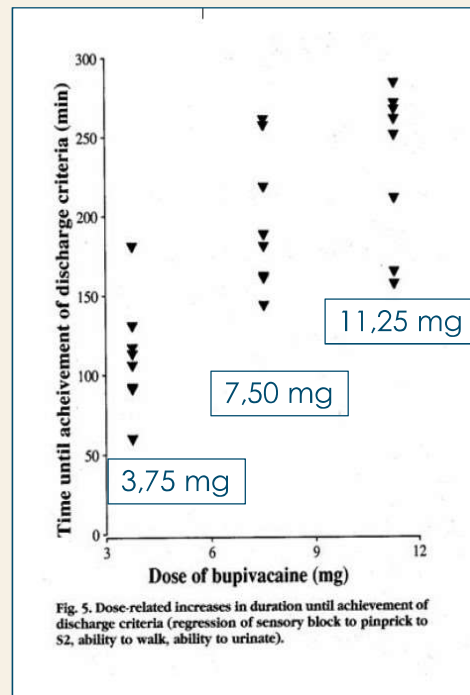 300
250
200
150
100
50
0
Time until acheivement of discharge criteria (min)
11,25 mg
7,50 mg
3,75 mg
3
6
9
12
Dose of bupivacaine (mg)
Fig. 5. Dose-related increases in duration until achievement of
discharge criteria (regression of sensory block to pinprick to
S2, ability to walk, ability to urinate).